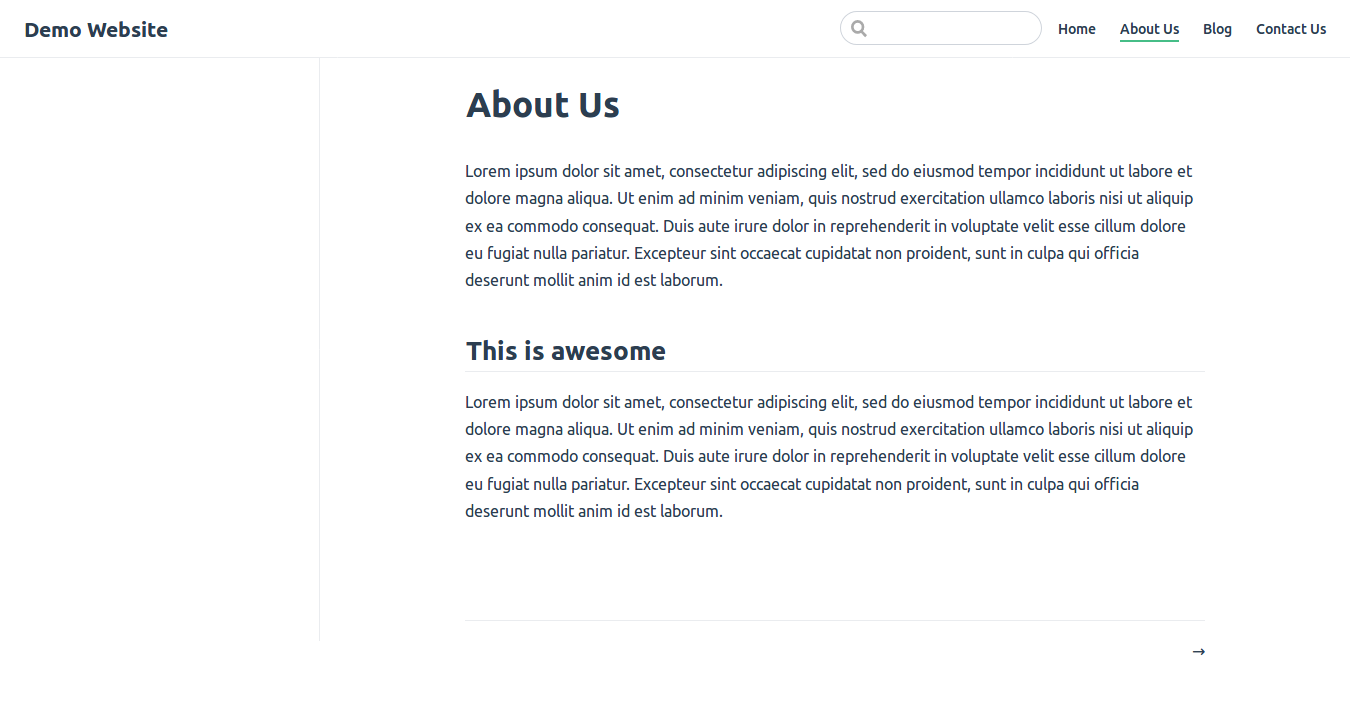 Demo Website
Home
About Us
Blog
Contact Us
About Us
Lorem ipsum dolor sit amet, consectetur adipiscing elit, sed do eiusmod tempor incididunt ut labore et
dolore magna aliqua. Ut enim ad minim veniam, quis nostrud exercitation ullamco laboris nisi ut aliquip
ex ea commodo consequat. Duis aute irure dolor in reprehenderit in voluptate velit esse cillum dolore
eu fugiat nulla pariatur. Excepteur sint occaecat cupidatat non proident, sunt in culpa qui officia
deserunt mollit anim id est laborum.
This is awesome
Lorem ipsum dolor sit amet, consectetur adipiscing elit, sed do eiusmod tempor incididunt ut labore et
dolore magna aliqua. Ut enim ad minim veniam, quis nostrud exercitation ullamco laboris nisi ut aliquip
ex ea commodo consequat. Duis aute irure dolor in reprehenderit in voluptate velit esse cillum dolore
eu fugiat nulla pariatur. Excepteur sint occaecat cupidatat non proident, sunt in culpa qui officia
deserunt mollit anim id est laborum.
→